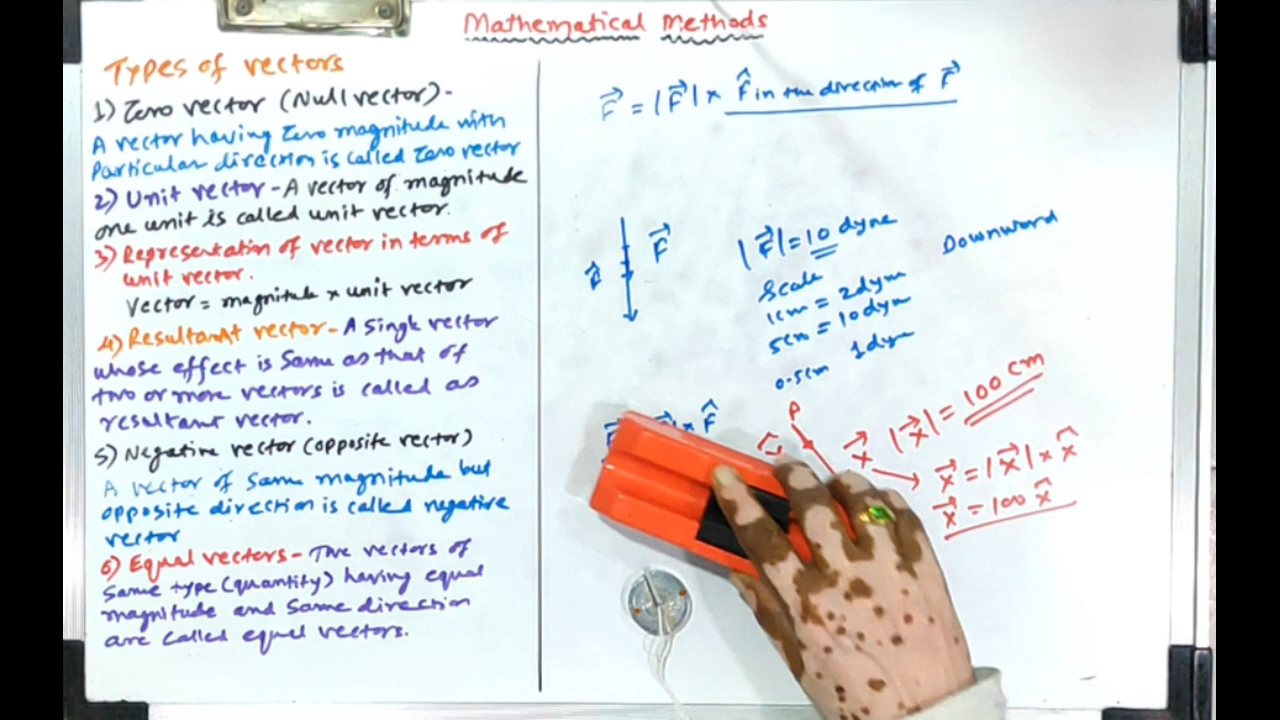 Mathematical Methods
Types of vectors
1) Zero vector (Null vector) -
A vector having Zero magnitude with
Particular direction is called Zero vector
2) Unit vector - A vector of magnitude
one unit is called unit vector.
3) Representation of vector in terms of
unit vector.
Vector = magnitude × unit vector
4) Resultant vector - A Single vector
whose effect is Same as that of
two or more vectors is called as
resultant vector.
5) Negative vector (opposite vector)
A vector of Same magnitude but
opposite direction is called negative
vector
6) Equal vectors - The vectors of
Same type (quantity) having equal
magnitude and Same direction
are called equal vectors.
F⃗ = |F⃗| × F̂ in the direction of F⃗
F⃗
|F⃗| = 10 dyne
Downward
Scale
1cm = 2dyn
5cm = 10dyn
0.5cm 1dyn
× F̂
P
x⃗ |x⃗| = 100 cm
x⃗ = |x⃗| × x̂
x⃗ = 100 x̂